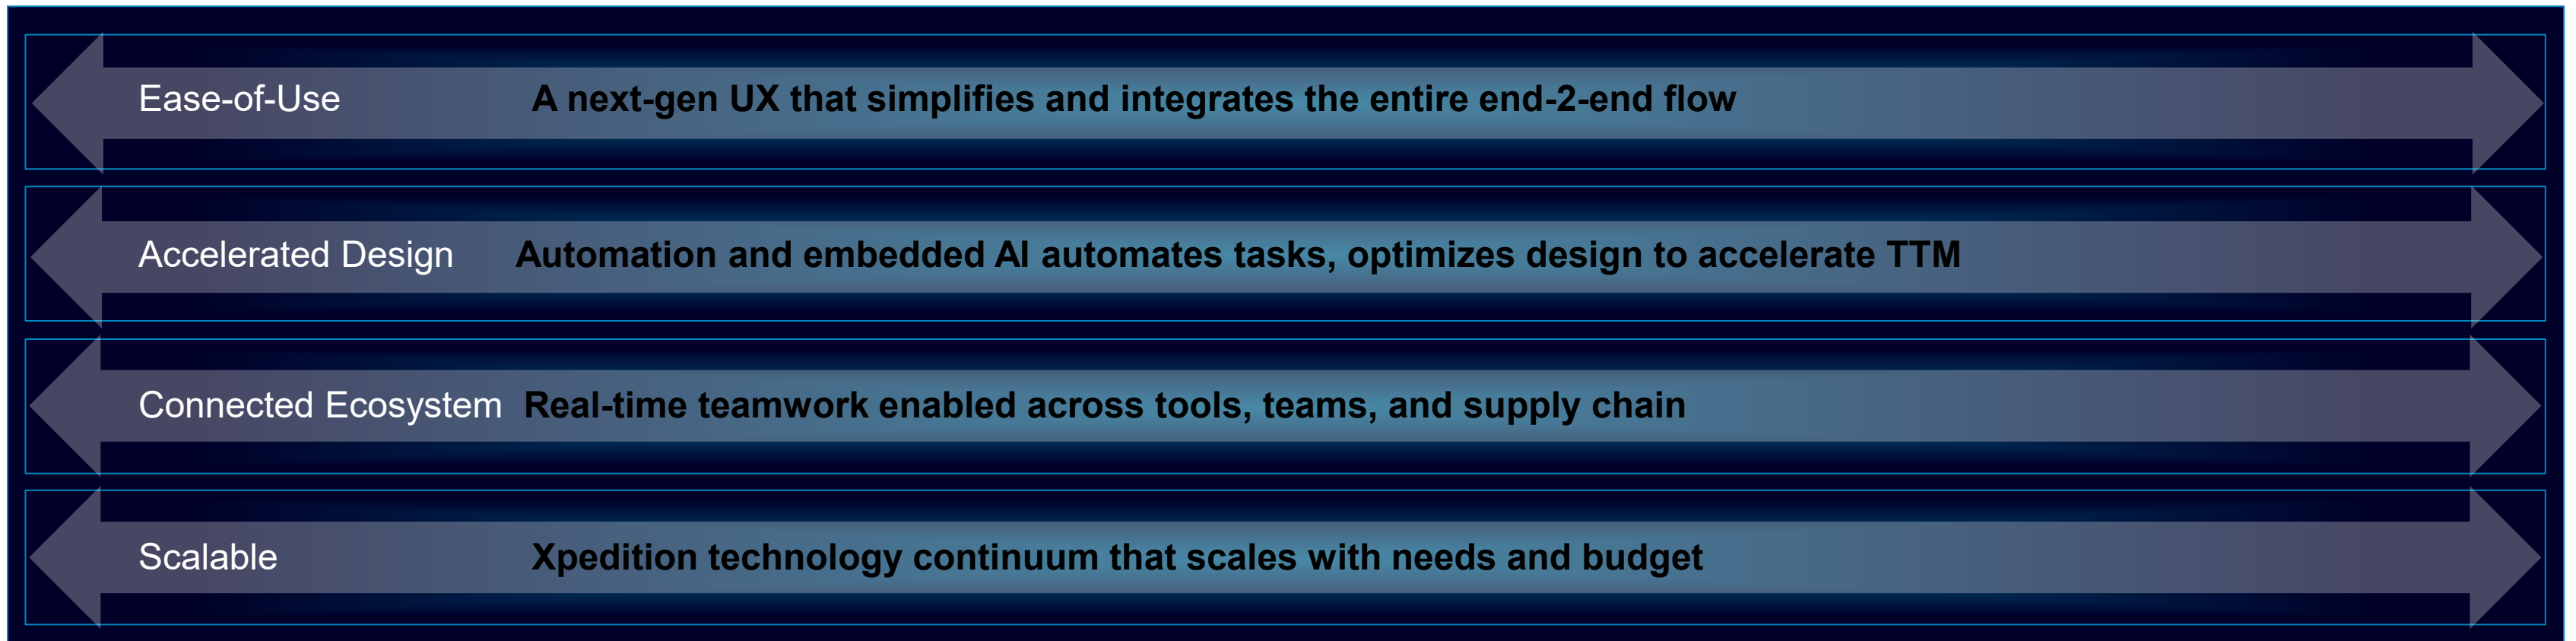 Ease-of-Use A next-gen UX that simplifies and integrates the entire end-2-end flow
Accelerated Design Automation and embedded AI automates tasks, optimizes design to accelerate TTM
Connected Ecosystem Real-time teamwork enabled across tools, teams, and supply chain
Scalable Xpedition technology continuum that scales with needs and budget